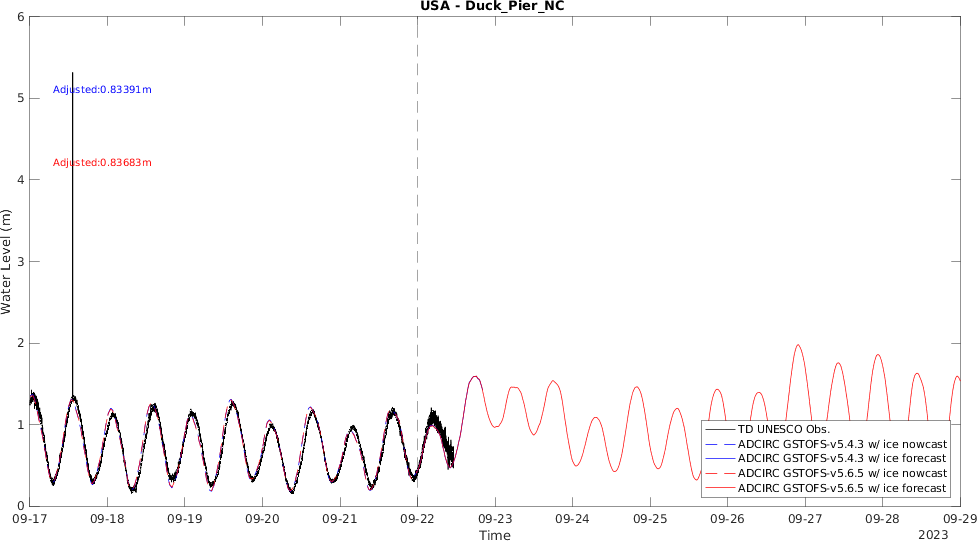 USA - Duck_Pier_NC
6
5
4
3
2
1
0
Water Level (m)
Adjusted:0.83391m
Adjusted:0.83683m
TD UNESCO Obs.
ADCIRC GSTOFS-v5.4.3 w/ ice nowcast
ADCIRC GSTOFS-v5.4.3 w/ ice forecast
ADCIRC GSTOFS-v5.6.5 w/ ice nowcast
ADCIRC GSTOFS-v5.6.5 w/ ice forecast
09-17 09-18 09-19 09-20 09-21 09-22 09-23 09-24 09-25 09-26 09-27 09-28 09-29
Time
2023